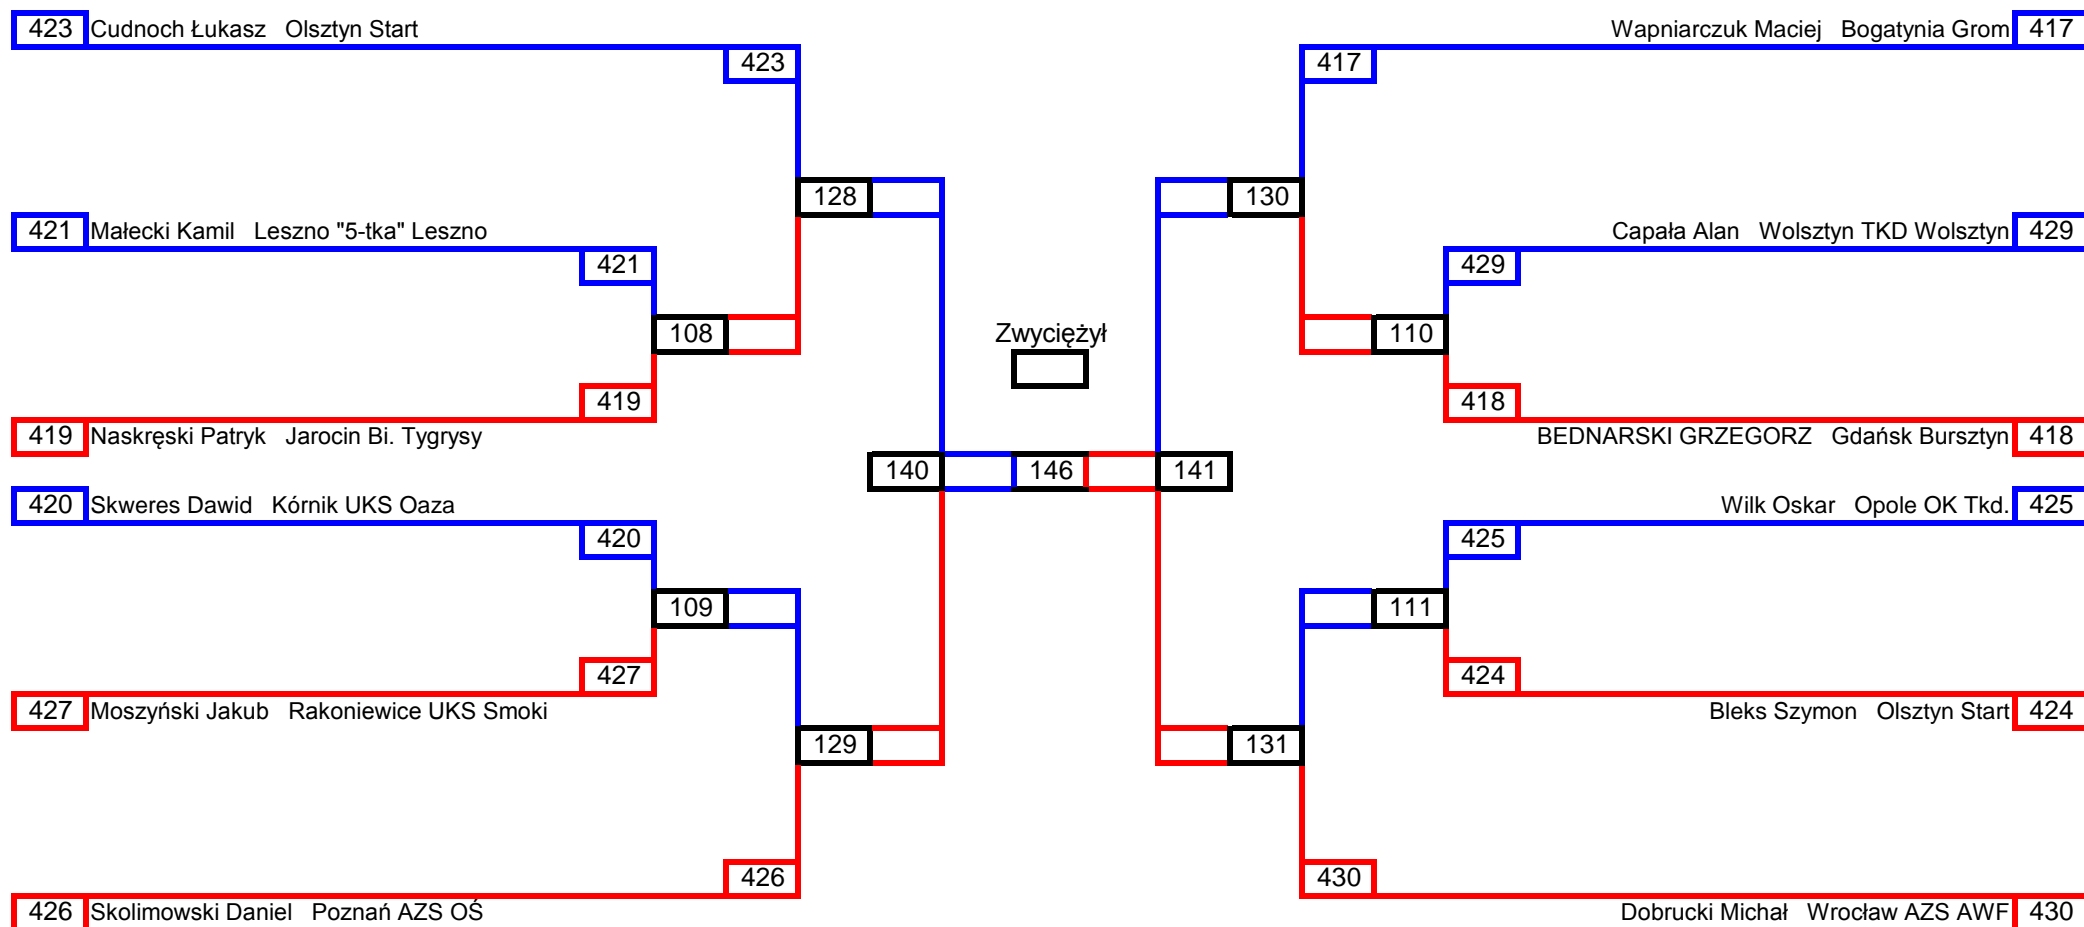 423 Cudnoch Łukasz Olsztyn Start
Wapniarczuk Maciej Bogatynia Grom 417
423
417
128
130
421 Małecki Kamil Leszno "5-tka" Leszno
Capała Alan Wolsztyn TKD Wolsztyn 429
421
429
108
Zwyciężył
110
419
418
419 Naskręski Patryk Jarocin Bi. Tygrysy
BEDNARSKI GRZEGORZ Gdańsk Bursztyn 418
140
146
141
420 Skweres Dawid Kórnik UKS Oaza
Wilk Oskar Opole OK Tkd. 425
420
425
109
111
427
424
427 Moszyński Jakub Rakoniewice UKS Smoki
Bleks Szymon Olsztyn Start 424
129
131
426
430
426 Skolimowski Daniel Poznań AZS OŚ
Dobrucki Michał Wrocław AZS AWF 430